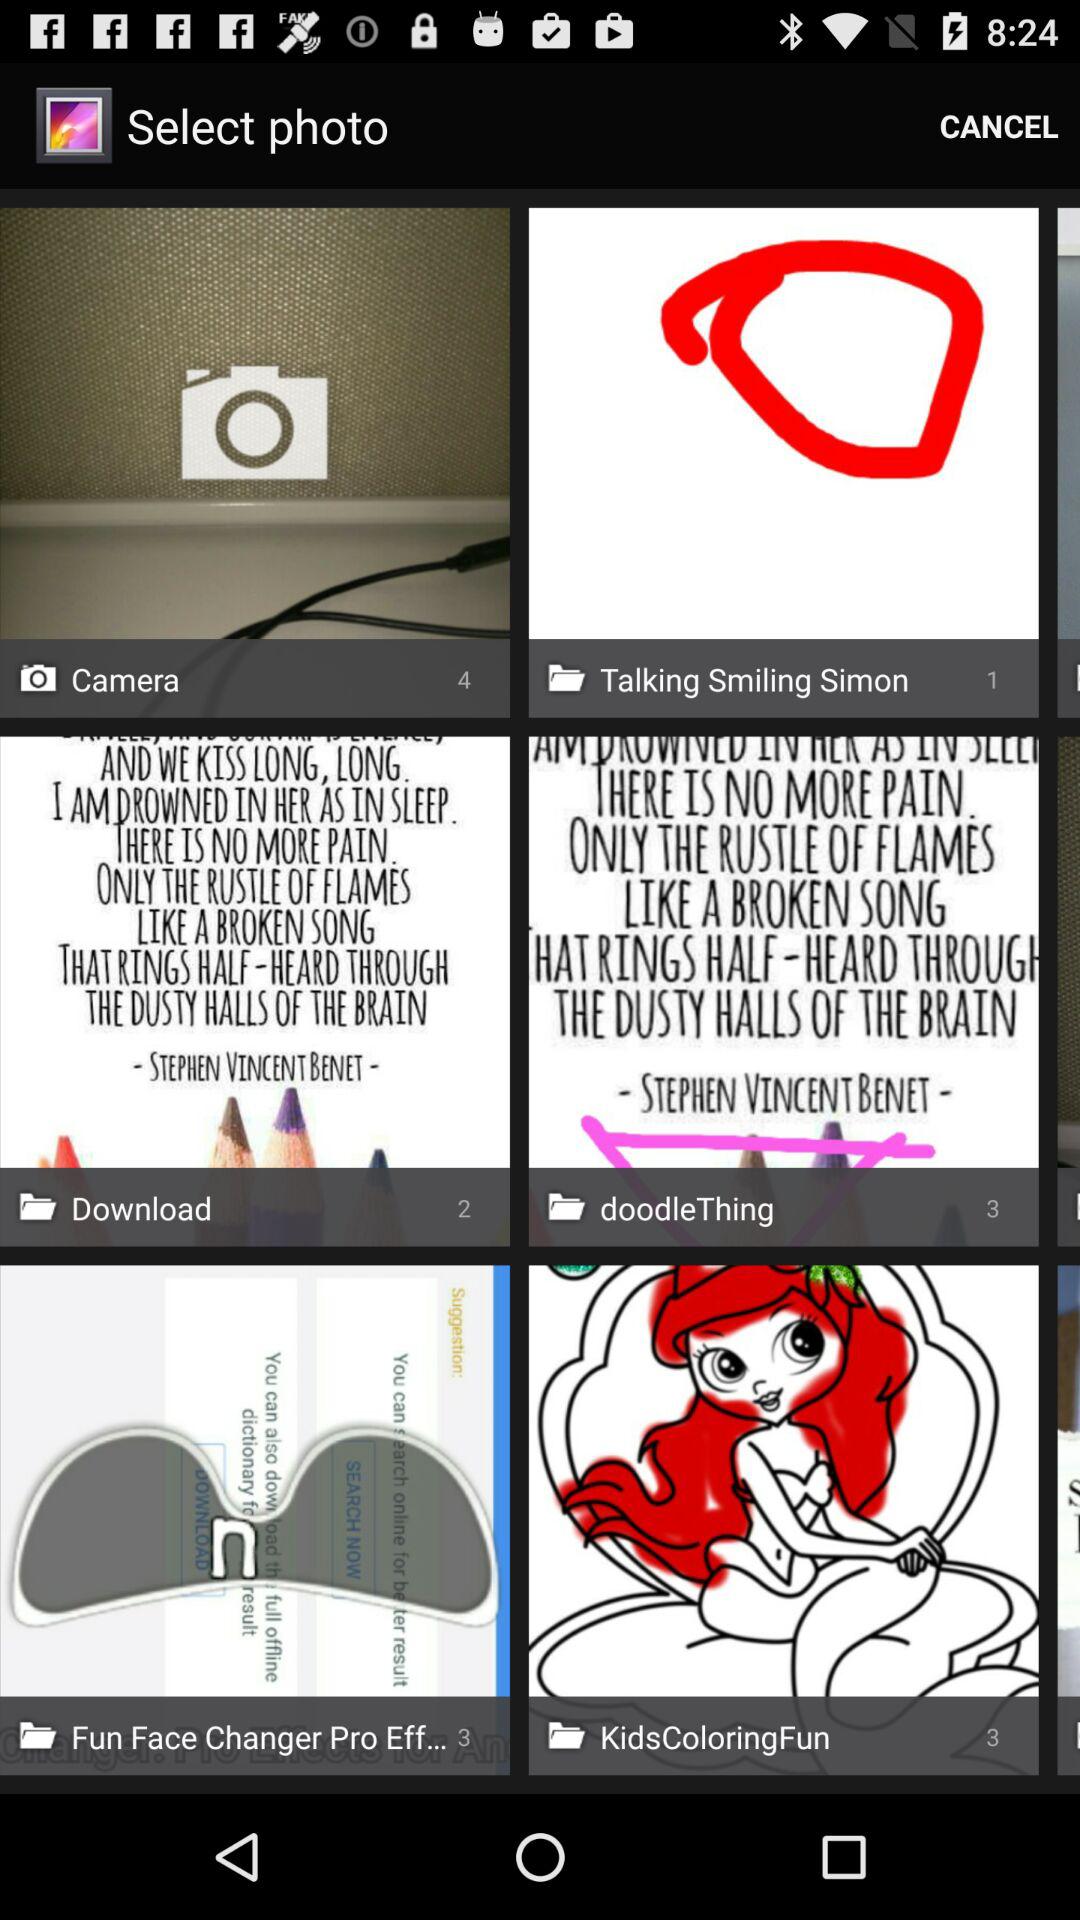 FAKE
8:24
Select photo
CANCEL
Camera 4
Talking Smiling Simon 1
AND WE KISS LONG, LONG.
I AM DROWNED IN HER AS IN SLEEP.
THERE IS NO MORE PAIN.
ONLY THE RUSTLE OF FLAMES
LIKE A BROKEN SONG
THAT RINGS HALF-HEARD THROUGH
THE DUSTY HALLS OF THE BRAIN
- STEPHEN VINCENT BENET -
Download 2
AM DROWNED IN HER AS IN SLEEP
THERE IS NO MORE PAIN.
ONLY THE RUSTLE OF FLAMES
LIKE A BROKEN SONG
HAT RINGS HALF-HEARD THROUGH
THE DUSTY HALLS OF THE BRAIN
- STEPHEN VINCENT BENET -
doodleThing 3
Suggestion:
You can search online for better result
SEARCH NOW
You can also download the full offline
dictionary for result
DOWNLOAD
n
Fun Face Changer Pro Eff... 3
KidsColoringFun 3